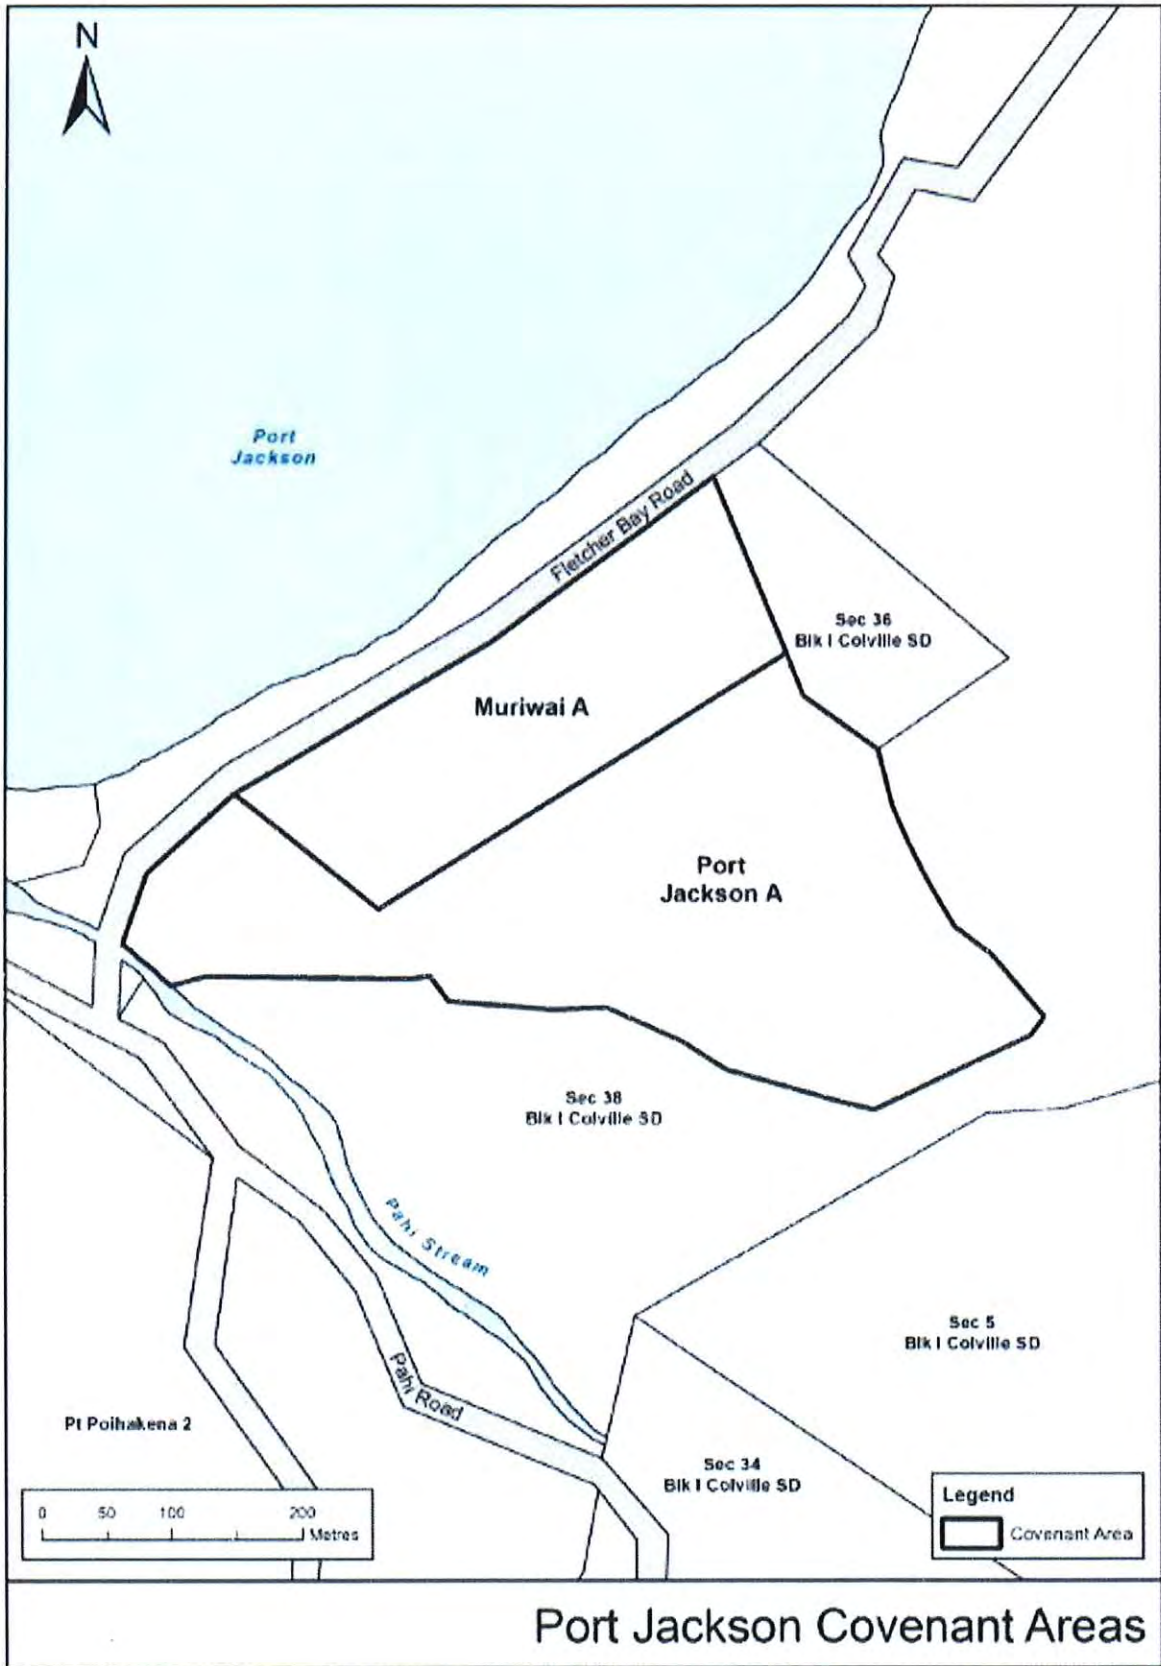 N
Port
Jackson
Fletcher Bay Road
Sec 36
Blk I Colville SD
Muriwai A
Port
Jackson A
Sec 38
Blk I Colville SD
Pahi Stream
Sec 5
Blk I Colville SD
Pahi Road
Pt Poihakena 2
Sec 34
Blk I Colville SD
0 50 100 200
Metres
Legend
Covenant Area
Port Jackson Covenant Areas